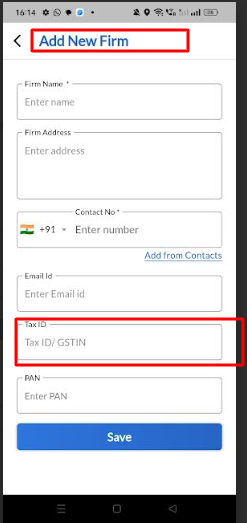 16:14
Add New Firm
Firm Name *
Enter name
Firm Address
Enter address
Contact No *
+91
Enter number
Add from Contacts
Email Id
Enter Email id
Tax ID
Tax ID/ GSTIN
PAN
Enter PAN
Save